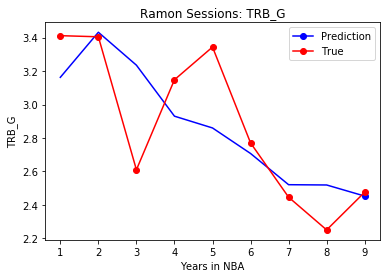 Ramon Sessions: TRB_G
Prediction
True
TRB_G
3.4
3.2
3.0
2.8
2.6
2.4
2.2
1 2 3 4 5 6 7 8 9
Years in NBA